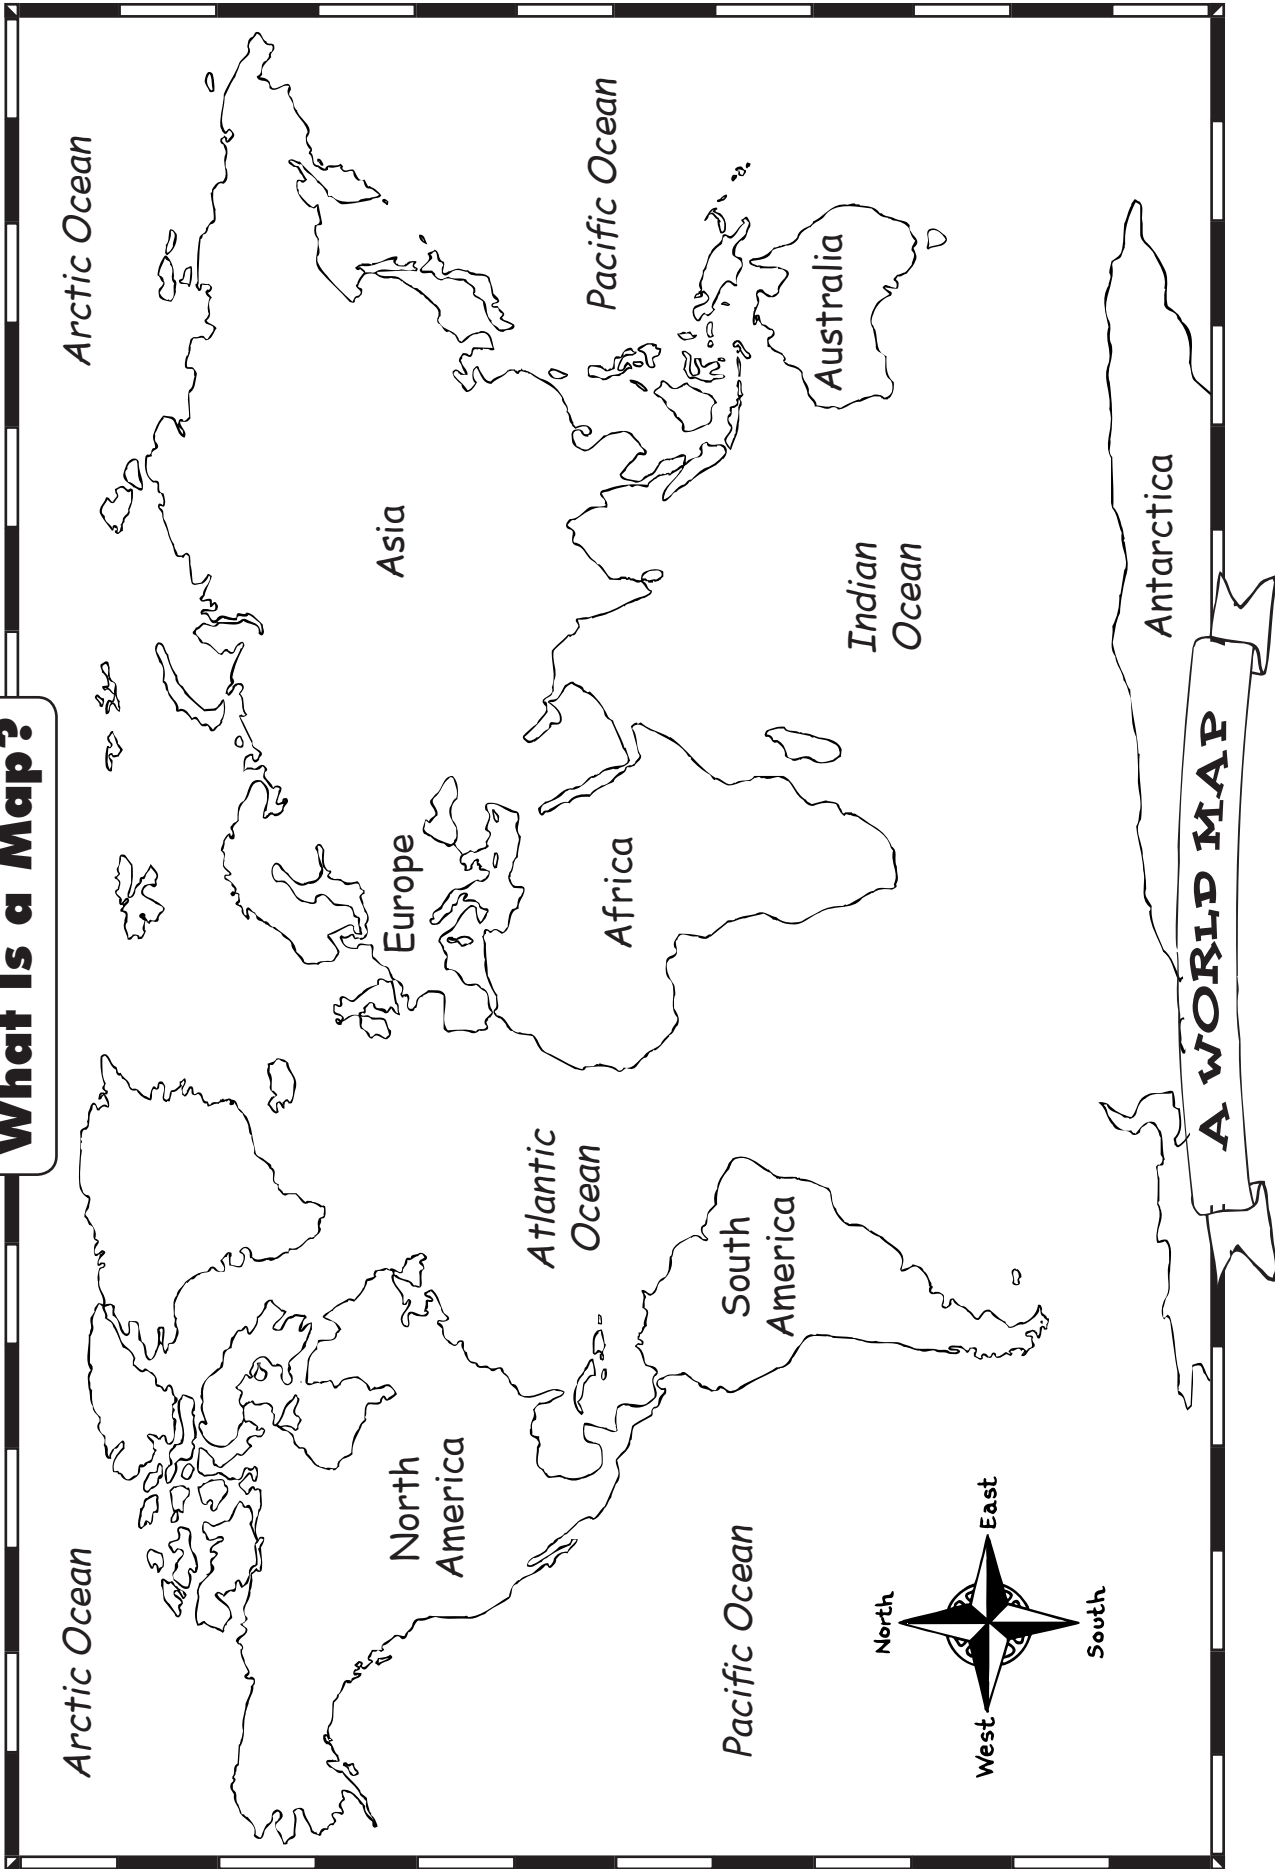 What Is a Map?
Arctic Ocean
Arctic Ocean
North
America
Europe
Asia
Atlantic
Ocean
Pacific Ocean
Africa
Pacific Ocean
South
America
Indian
Ocean
Australia
North
West
East
South
Antarctica
A WORLD MAP